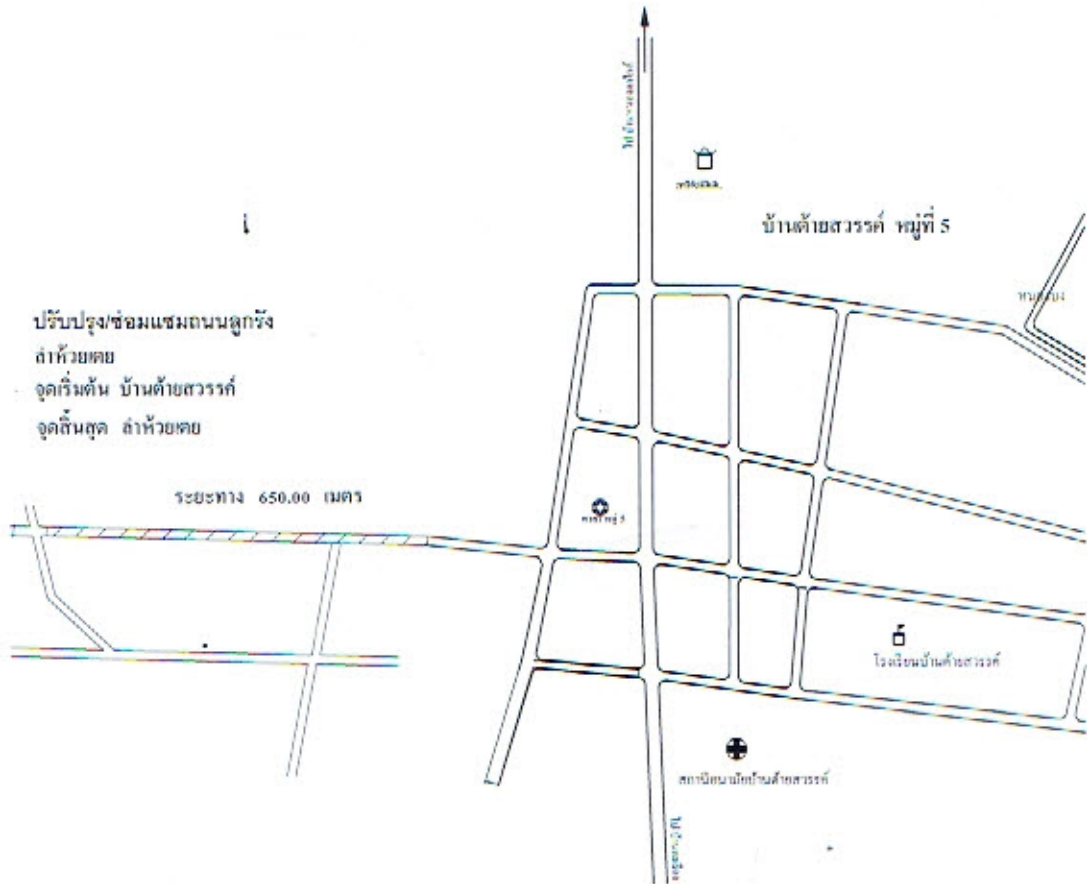 บ้านด้ายสวรรค์ หมู่ที่ 5
ปรับปรุง/ซ่อมแซมถนนลูกรัง
ลำห้วยเตย
จุดเริ่มต้น บ้านด้ายสวรรค์
จุดสิ้นสุด ลำห้วยเตย
ระยะทาง 650.00 เมตร
หมู่ 5
โรงเรียนบ้านด้ายสวรรค์
สถานีอนามัยบ้านด้ายสวรรค์